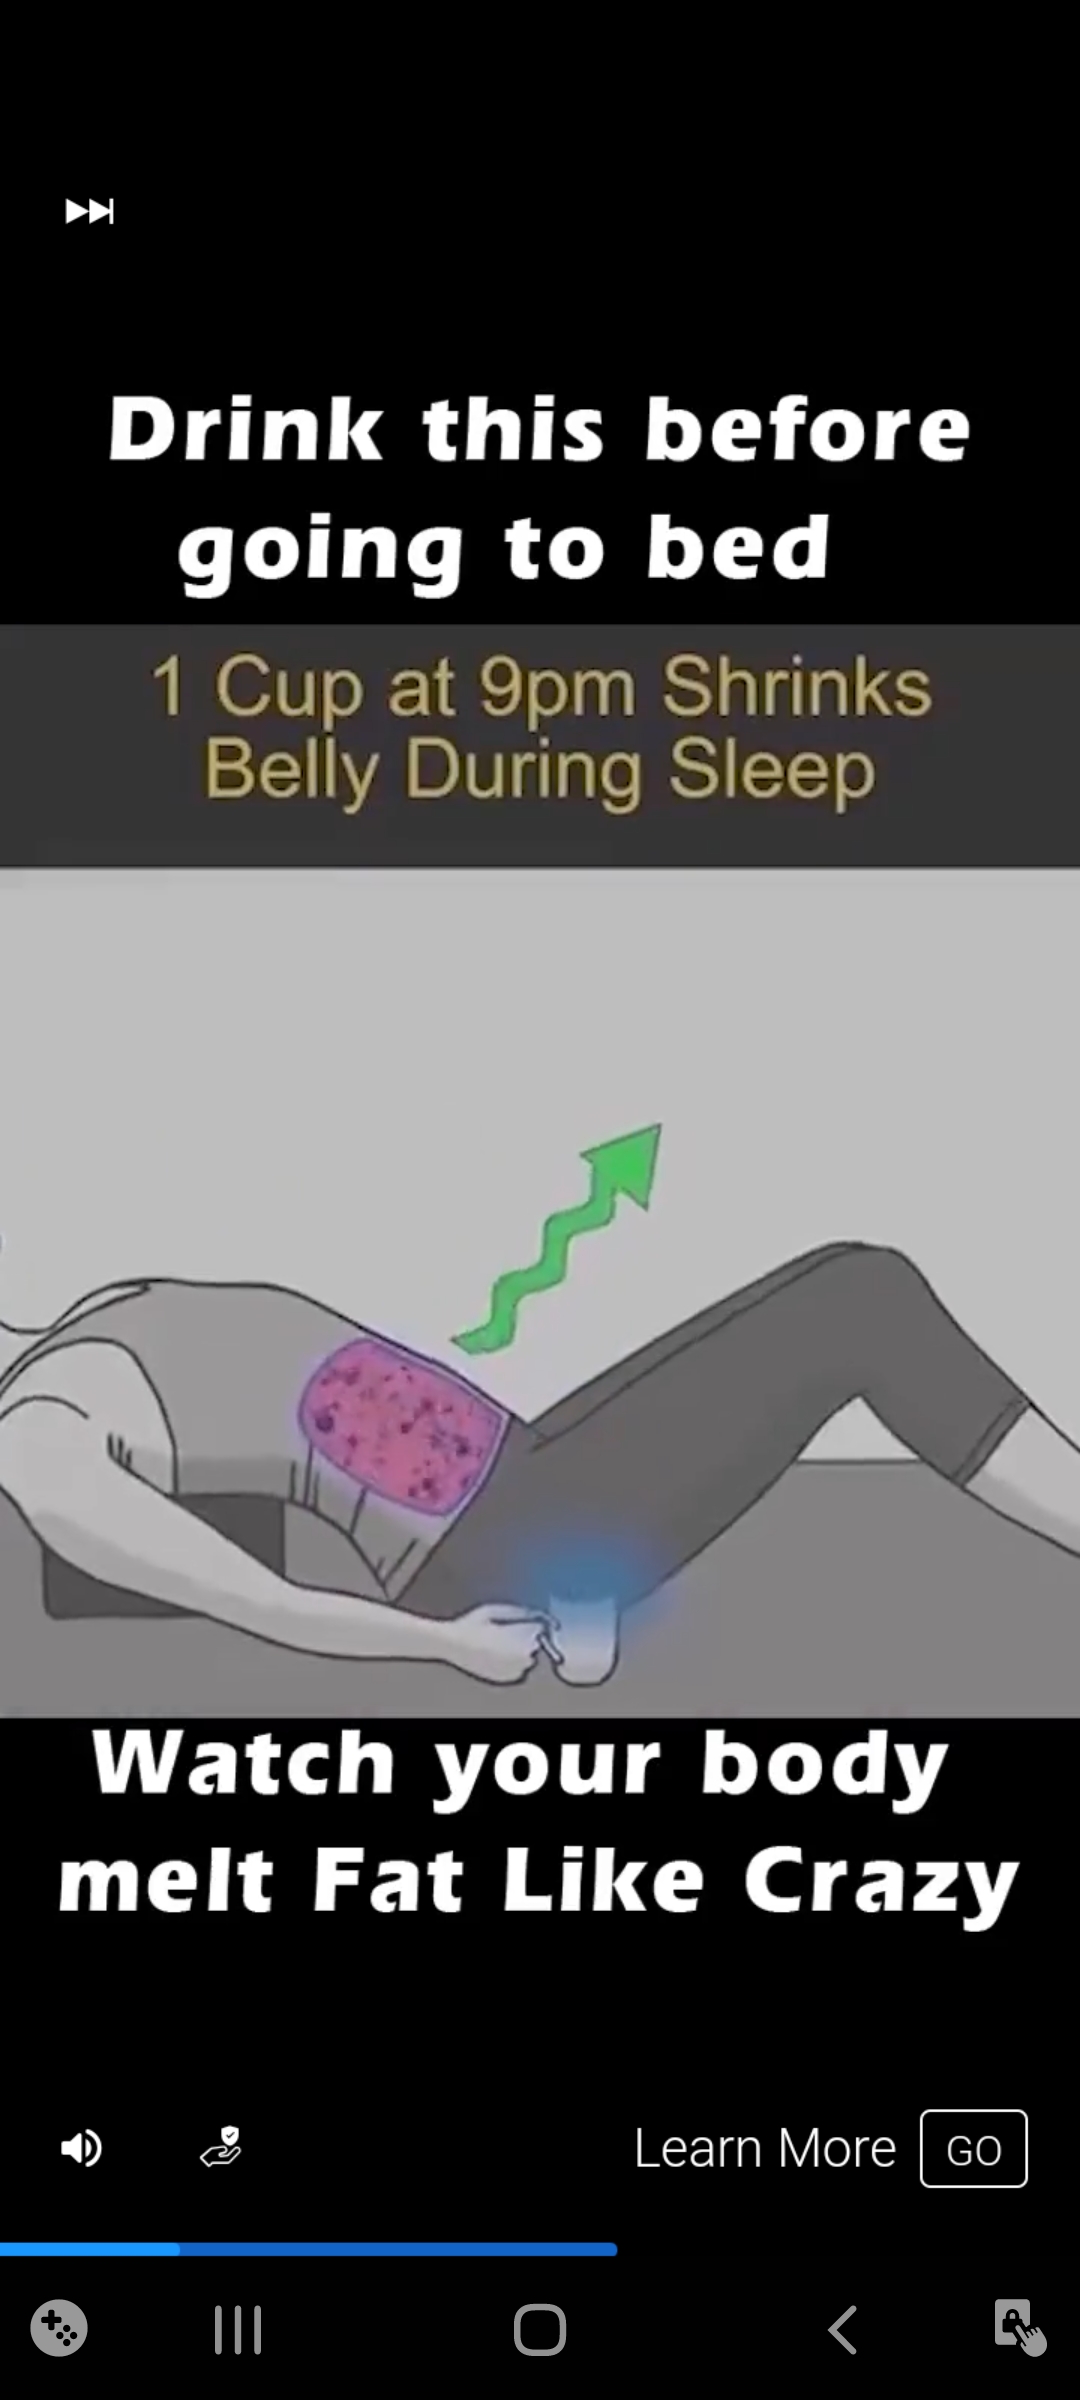 Drink this before
going to bed
1 Cup at 9pm Shrinks
Belly During Sleep
Watch your body
melt Fat Like Crazy
Learn More GO